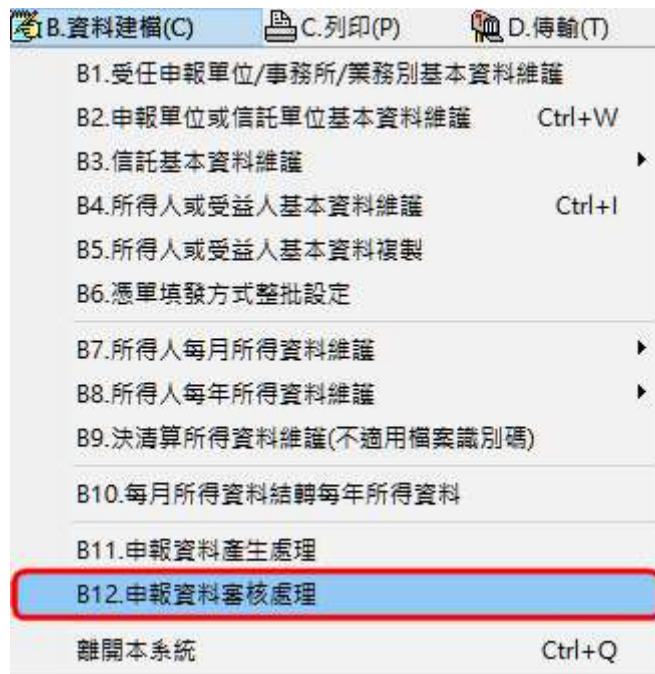 B.資料建檔(C) C.列印(P) D.傳輸(T)
B1.受任申報單位/事務所/業務別基本資料維護
B2.申報單位或信託單位基本資料維護 Ctrl+W
B3.信託基本資料維護
B4.所得人或受益人基本資料維護 Ctrl+I
B5.所得人或受益人基本資料複製
B6.憑單填發方式整批設定
B7.所得人每月所得資料維護
B8.所得人每年所得資料維護
B9.決清算所得資料維護(不適用檔案識別碼)
B10.每月所得資料結轉每年所得資料
B11.申報資料產生處理
B12.申報資料審核處理
離開本系統 Ctrl+Q